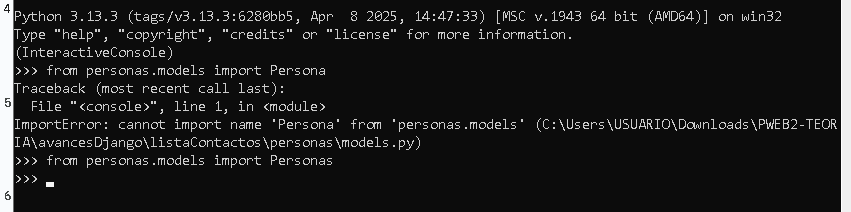 4
Python 3.13.3 (tags/v3.13.3:6280bb5, Apr  8 2025, 14:47:33) [MSC v.1943 64 bit (AMD64)] on win32
Type "help", "copyright", "credits" or "license" for more information.
(InteractiveConsole)
>>> from personas.models import Persona
Traceback (most recent call last):
5
  File "<console>", line 1, in <module>
ImportError: cannot import name 'Persona' from 'personas.models' (C:\Users\USUARIO\Downloads\PWEB2-TEOR
IA\avancesDjango\listaContactos\personas\models.py)
>>> from personas.models import Personas
>>>
6